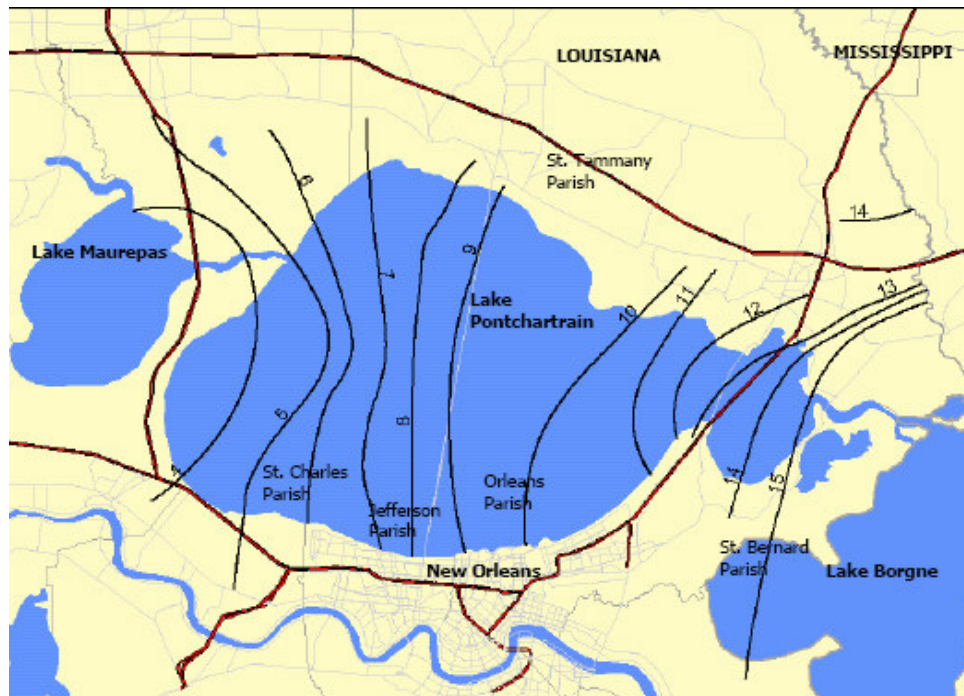 LOUISIANA
MISSISSIPPI
St. Tammany
Parish
6
14
Lake Maurepas
7
9
Lake
Pontchartrain
10
11
12
13
5
8
4
St. Charles
Parish
Orleans
Parish
14
15
Jefferson
Parish
New Orleans
St. Bernard
Parish
Lake Borgne